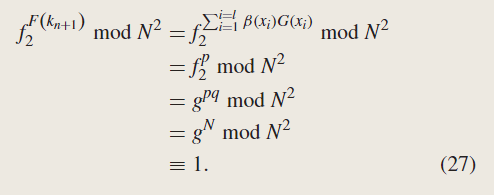 f_2^{F(k_{n+1})} mod N^2 = f_2^{\sum_{i=1}^{i=l} β(x_i)G(x_i)} mod N^2
= f_2^p mod N^2
= g^{pq} mod N^2
= g^N mod N^2
≡ 1. (27)